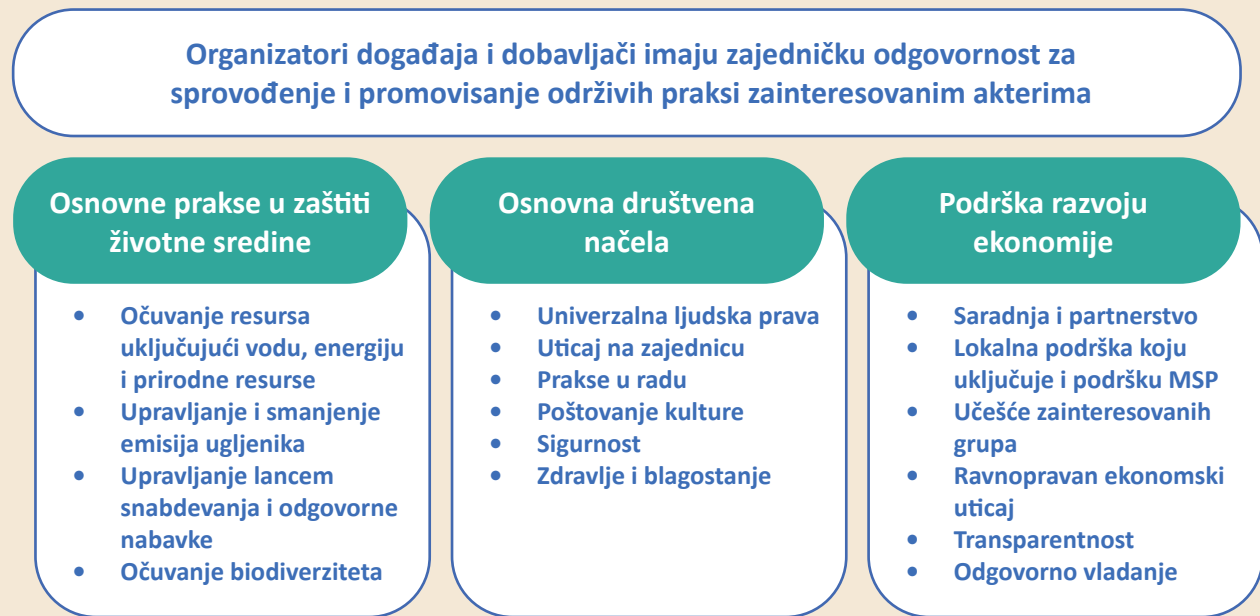 Organizatori događaja i dobavljači imaju zajedničku odgovornost za
sprovođenje i promovisanje održivih praksi zainteresovanim akterima
Osnovne prakse u zaštiti
životne sredine
• Očuvanje resursa
uključujući vodu, energiju
i prirodne resurse
• Upravljanje i smanjenje
emisija ugljenika
• Upravljanje lancem
snabdevanja i odgovorne
nabavke
• Očuvanje biodiverziteta
Osnovna društvena
načela
• Univerzalna ljudska prava
• Uticaj na zajednicu
• Prakse u radu
• Poštovanje kulture
• Sigurnost
• Zdravlje i blagostanje
Podrška razvoju
ekonomije
• Saradnja i partnerstvo
• Lokalna podrška koju
uključuje i podršku MSP
• Učešće zainteresovanih
grupa
• Ravnopravan ekonomski
uticaj
• Transparentnost
• Odgovorno vladanje